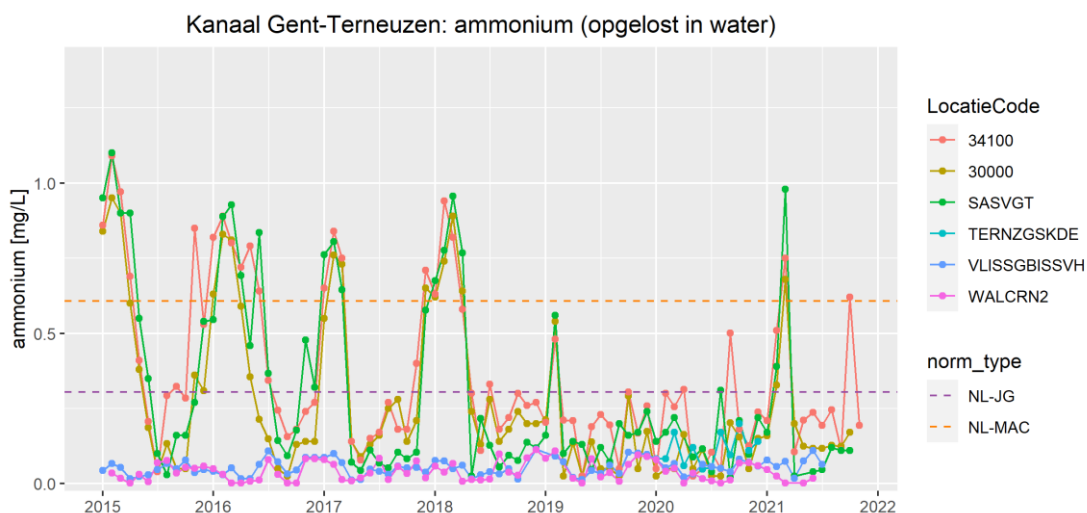 Kanaal Gent-Terneuzen: ammonium (opgelost in water)
ammonium [mg/L]
1.0
0.5
0.0
2015 2016 2017 2018 2019 2020 2021 2022
LocatieCode
34100
30000
SASVGT
TERNZGSKDE
VLISSGBISSVH
WALCRN2
norm_type
NL-JG
NL-MAC